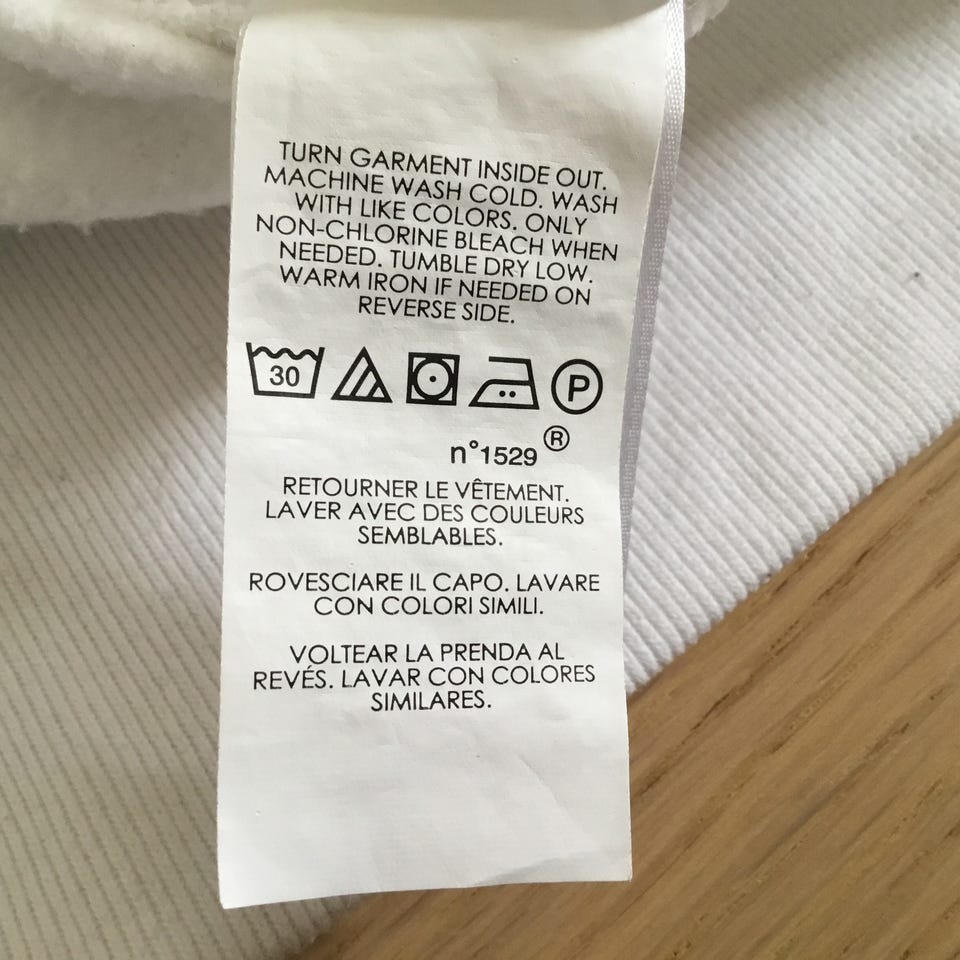 TURN GARMENT INSIDE OUT.
MACHINE WASH COLD. WASH
WITH LIKE COLORS. ONLY
NON-CHLORINE BLEACH WHEN
NEEDED. TUMBLE DRY LOW.
WARM IRON IF NEEDED ON
REVERSE SIDE.
30 P
n°1529®
RETOURNER LE VÊTEMENT.
LAVER AVEC DES COULEURS
SEMBLABLES.
ROVESCIARE IL CAPO. LAVARE
CON COLORI SIMILI.
VOLTEAR LA PRENDA AL
REVÉS. LAVAR CON COLORES
SIMILARES.